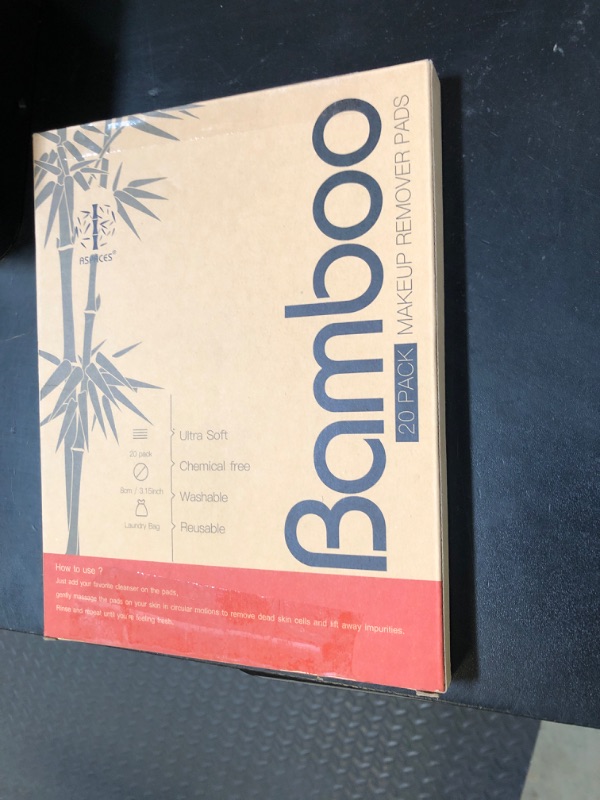 Bamboo
20 PACK MAKEUP REMOVER PADS
Ultra Soft
Chemical free
Washable
Reusable
20 pack
8cm / 3.15inch
Laundry Bag
How to use ?
Just add your favorite cleanser on the pads,
gently massage the pads on your skin in circular motions to remove dead skin cells and lift away impurities.
Rinse and repeat until you're feeling fresh.